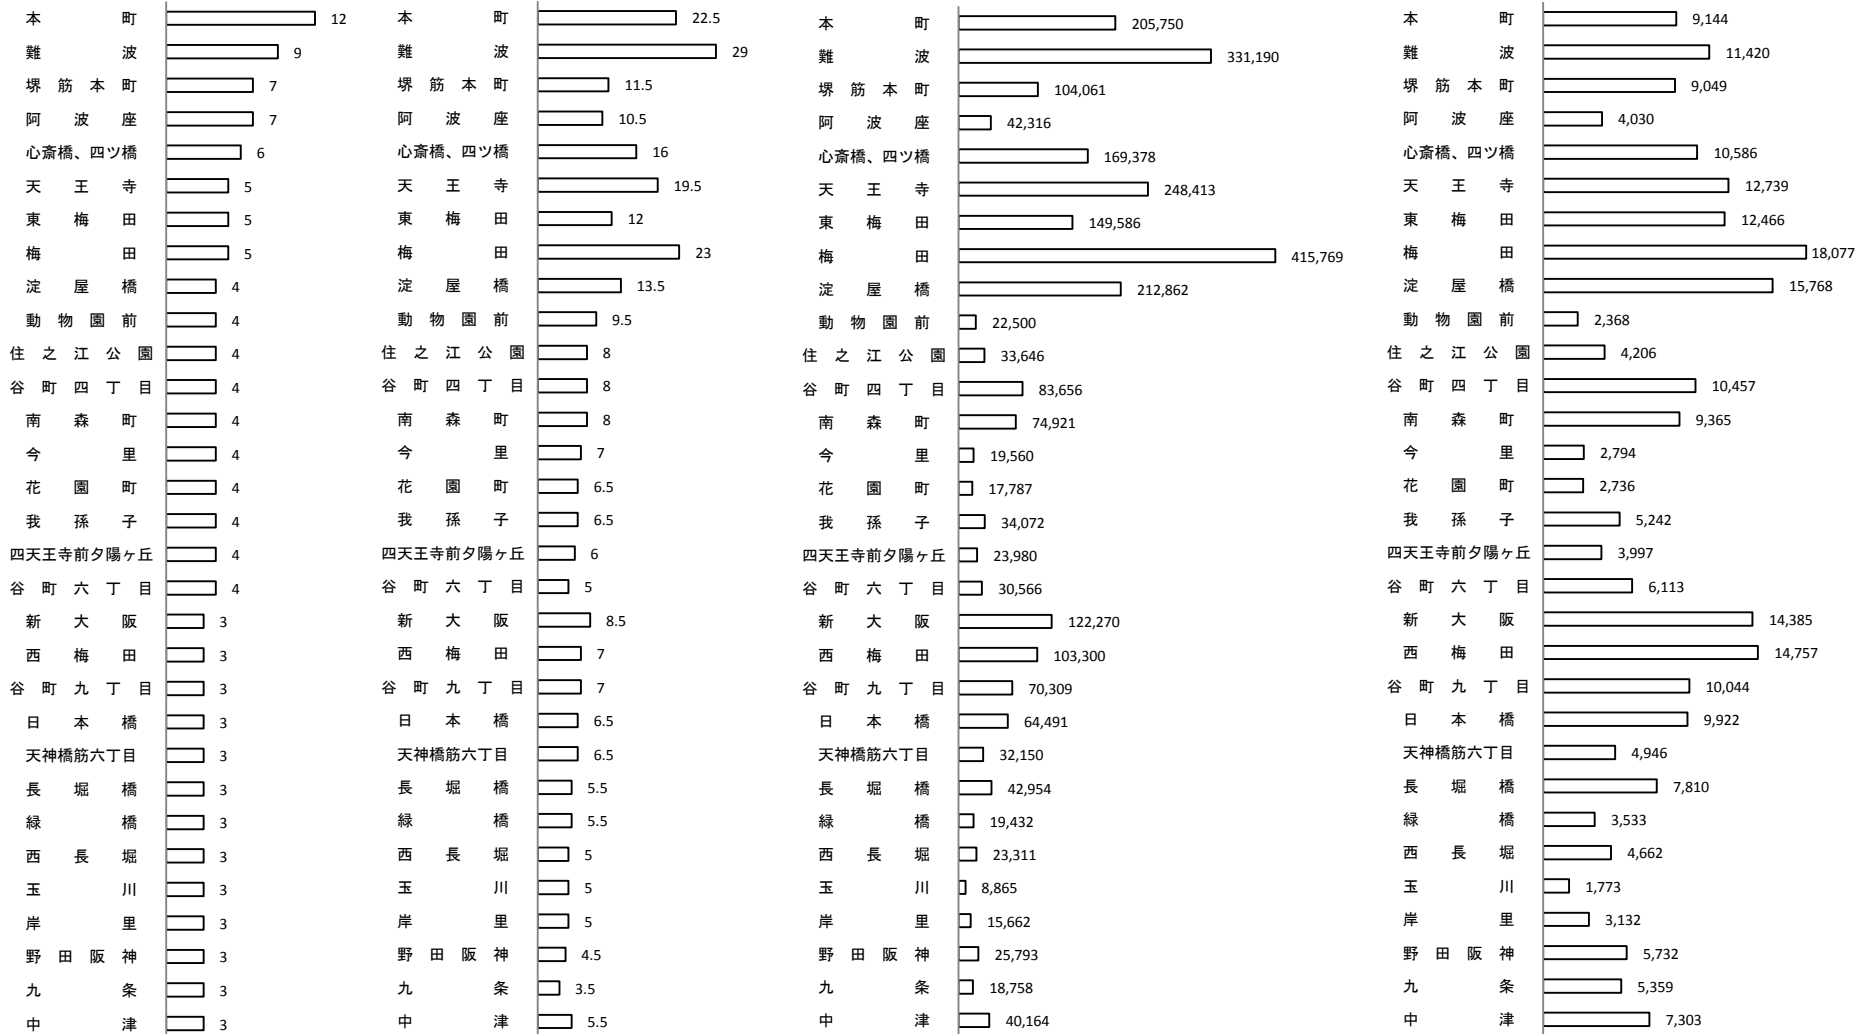 本町 12 本町 22.5 本町 205,750 本町 9,144
難波 9 難波 29 難波 331,190 難波 11,420
堺筋本町 7 堺筋本町 11.5 堺筋本町 104,061 堺筋本町 9,049
阿波座 7 阿波座 10.5 阿波座 42,316 阿波座 4,030
心斎橋、四ツ橋 6 心斎橋、四ツ橋 16 心斎橋、四ツ橋 169,378 心斎橋、四ツ橋 10,586
天王寺 5 天王寺 19.5 天王寺 248,413 天王寺 12,739
東梅田 5 東梅田 12 東梅田 149,586 東梅田 12,466
梅田 5 梅田 23 梅田 415,769 梅田 18,077
淀屋橋 4 淀屋橋 13.5 淀屋橋 212,862 淀屋橋 15,768
動物園前 4 動物園前 9.5 動物園前 22,500 動物園前 2,368
住之江公園 4 住之江公園 8 住之江公園 33,646 住之江公園 4,206
谷町四丁目 4 谷町四丁目 8 谷町四丁目 83,656 谷町四丁目 10,457
南森町 4 南森町 8 南森町 74,921 南森町 9,365
今里 4 今里 7 今里 19,560 今里 2,794
花園町 4 花園町 6.5 花園町 17,787 花園町 2,736
我孫子 4 我孫子 6.5 我孫子 34,072 我孫子 5,242
四天王寺前夕陽ヶ丘 4 四天王寺前夕陽ヶ丘 6 四天王寺前夕陽ヶ丘 23,980 四天王寺前夕陽ヶ丘 3,997
谷町六丁目 4 谷町六丁目 5 谷町六丁目 30,566 谷町六丁目 6,113
新大阪 3 新大阪 8.5 新大阪 122,270 新大阪 14,385
西梅田 3 西梅田 7 西梅田 103,300 西梅田 14,757
谷町九丁目 3 谷町九丁目 7 谷町九丁目 70,309 谷町九丁目 10,044
日本橋 3 日本橋 6.5 日本橋 64,491 日本橋 9,922
天神橋筋六丁目 3 天神橋筋六丁目 6.5 天神橋筋六丁目 32,150 天神橋筋六丁目 4,946
長堀橋 3 長堀橋 5.5 長堀橋 42,954 長堀橋 7,810
緑橋 3 緑橋 5.5 緑橋 19,432 緑橋 3,533
西長堀 3 西長堀 5 西長堀 23,311 西長堀 4,662
玉川 3 玉川 5 玉川 8,865 玉川 1,773
岸里 3 岸里 5 岸里 15,662 岸里 3,132
野田阪神 3 野田阪神 4.5 野田阪神 25,793 野田阪神 5,732
九条 3 九条 3.5 九条 18,758 九条 5,359
中津 3 中津 5.5 中津 40,164 中津 7,303